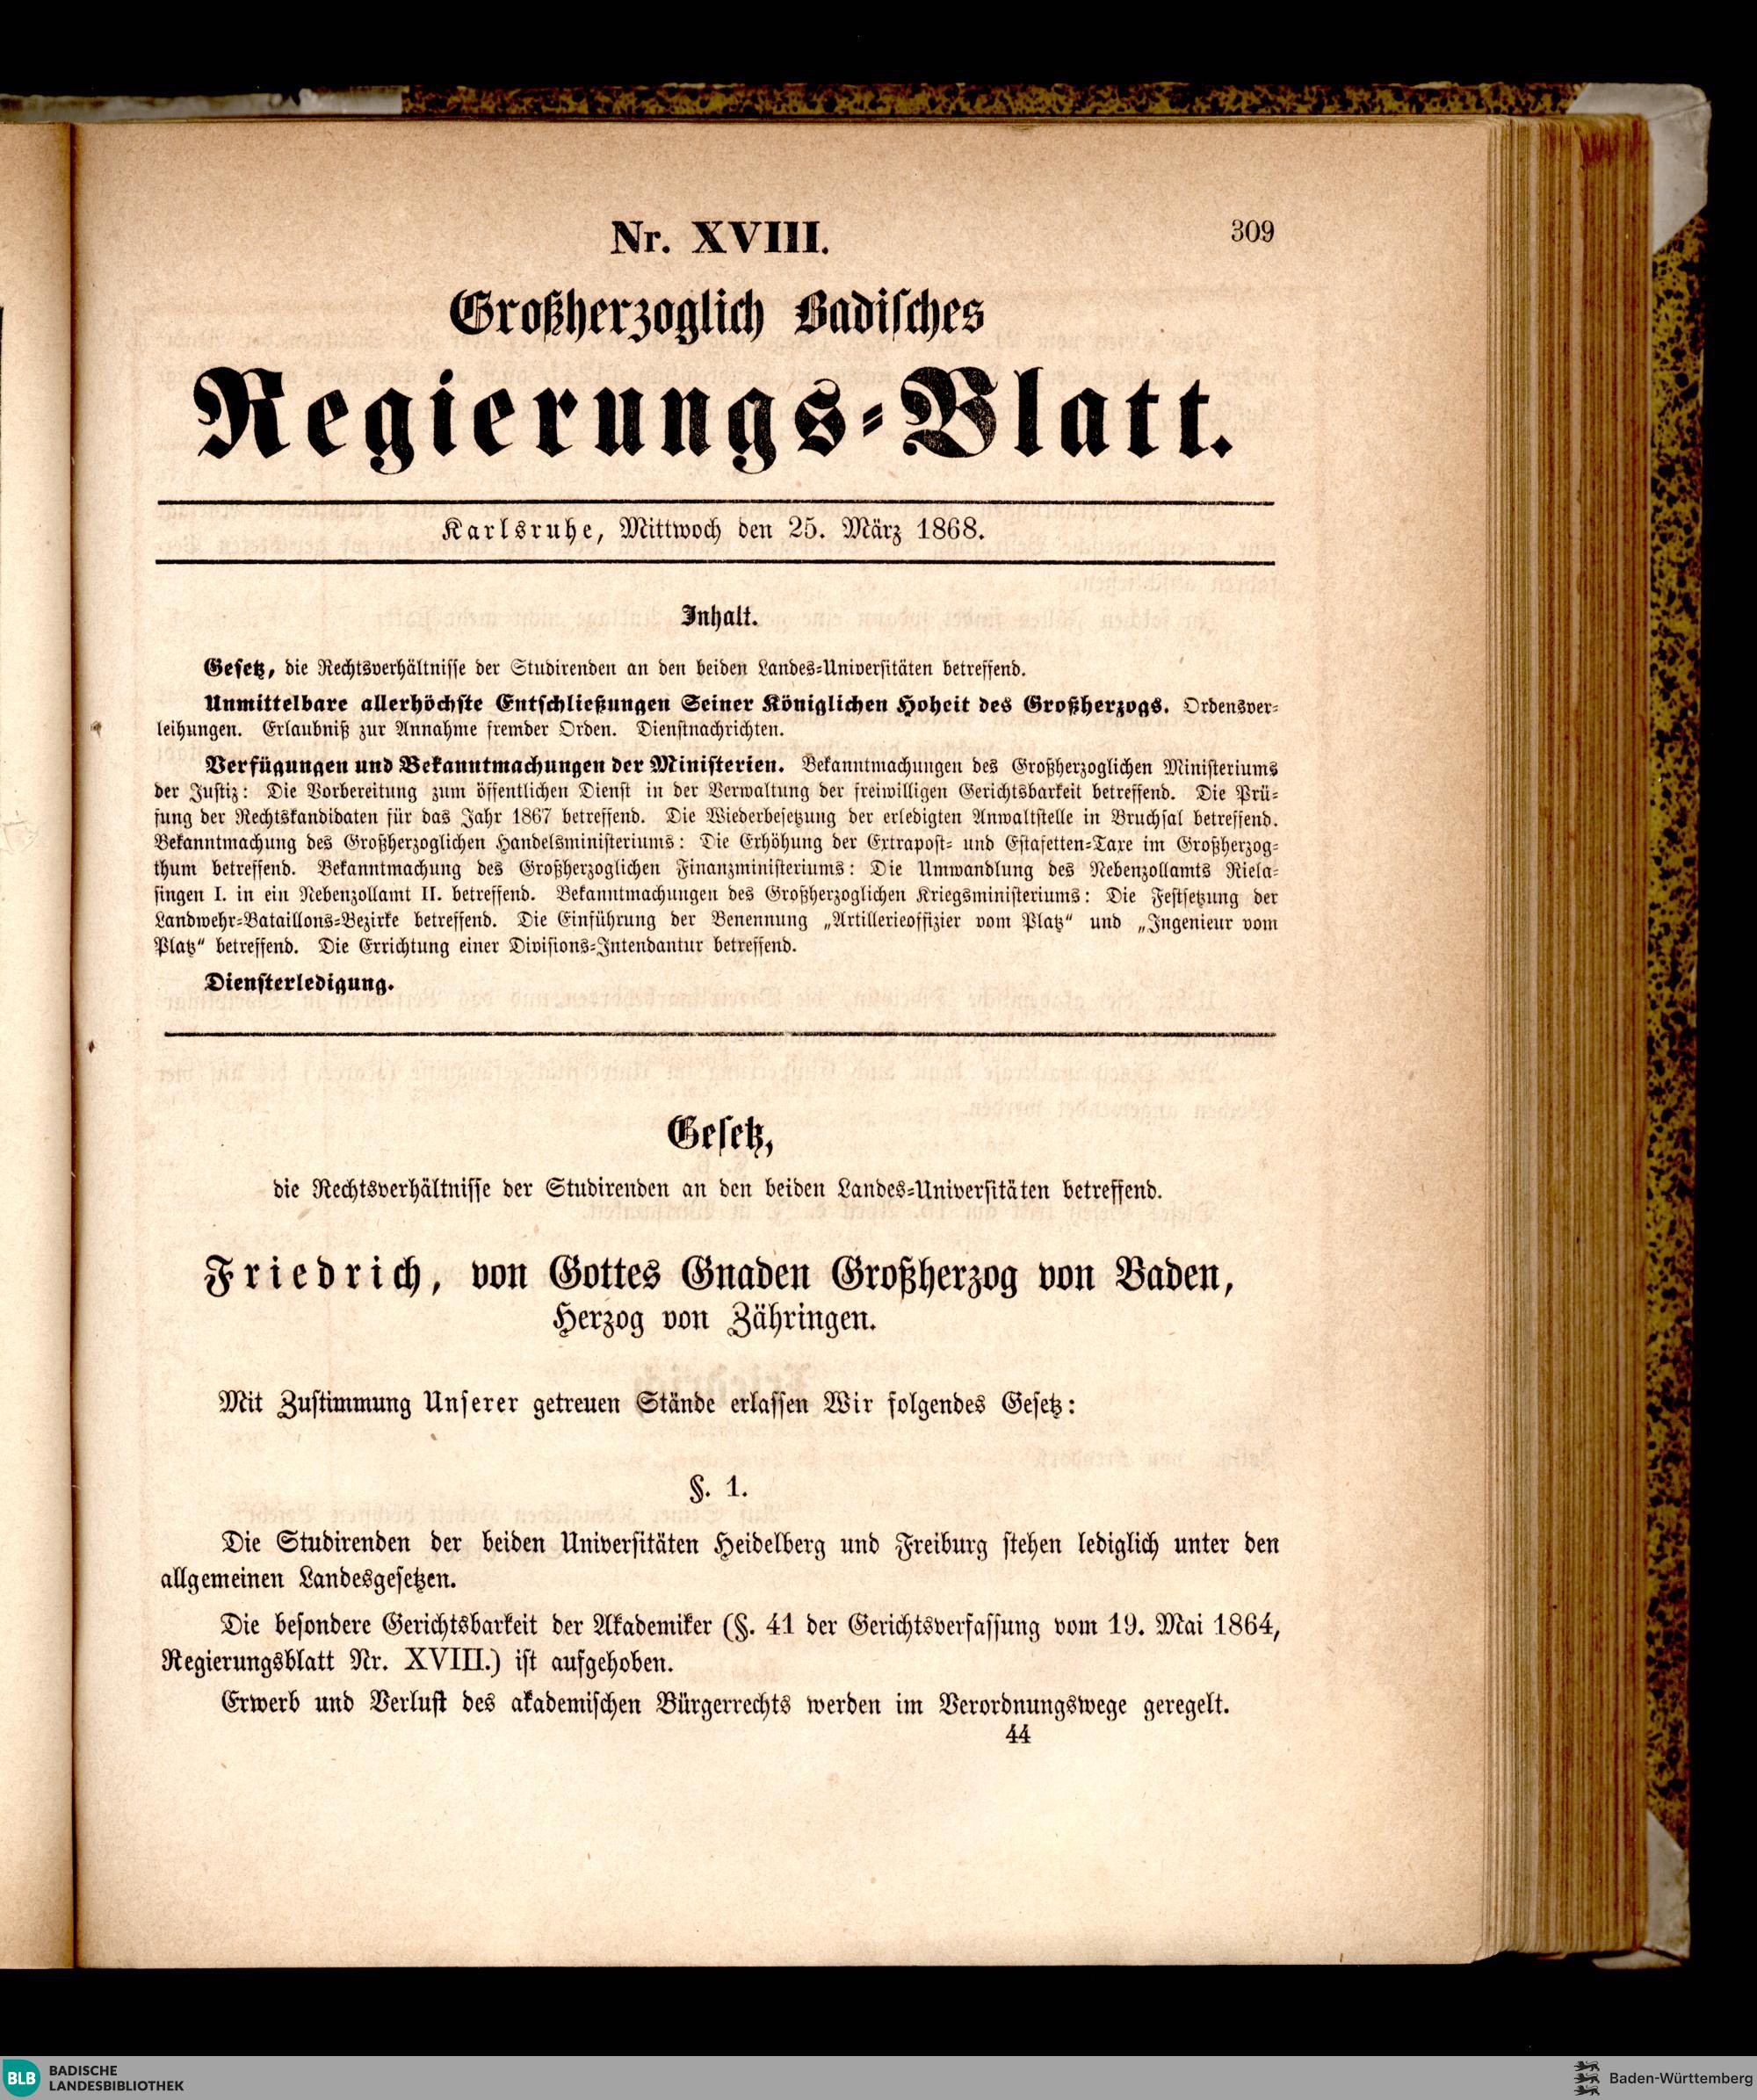 309
Nr. XVIII.
Großherzoglich Badisches
Regierungs-Blatt.
Karlsruhe, Mittwoch den 25. März 1868.
Inhalt.
Gesetz, die Rechtsverhältnisse der Studirenden an den beiden Landes-Universitäten betreffend.
Unmittelbare allerhöchste Entschließungen Seiner Königlichen Hoheit des Großherzogs. Ordensver-
leihungen. Erlaubniß zur Annahme fremder Orden. Dienstnachrichten.
Verfügungen und Bekanntmachungen der Ministerien. Bekanntmachungen des Großherzoglichen Ministeriums
der Justiz: Die Vorbereitung zum öffentlichen Dienst in der Verwaltung der freiwilligen Gerichtsbarkeit betreffend. Die Prü-
fung der Rechtskandidaten für das Jahr 1867 betreffend. Die Wiederbesetzung der erledigten Anwaltstelle in Bruchsal betreffend.
Bekanntmachung des Großherzoglichen Handelsministeriums: Die Erhöhung der Extrapost- und Estafetten-Taxe im Großherzog-
thum betreffend. Bekanntmachung des Großherzoglichen Finanzministeriums: Die Umwandlung des Nebenzollamts Riela-
singen I. in ein Nebenzollamt II. betreffend. Bekanntmachungen des Großherzoglichen Kriegsministeriums: Die Festsetzung der
Landwehr-Bataillons-Bezirke betreffend. Die Einführung der Benennung „Artillerieoffizier vom Platz“ und „Ingenieur vom
Platz“ betreffend. Die Errichtung einer Divisions-Intendantur betreffend.
Diensterledigung.
Gesetz,
die Rechtsverhältnisse der Studirenden an den beiden Landes-Universitäten betreffend.
Friedrich, von Gottes Gnaden Großherzog von Baden,
Herzog von Zähringen.
Mit Zustimmung Unserer getreuen Stände erlassen Wir folgendes Gesetz:
§. 1.
Die Studirenden der beiden Universitäten Heidelberg und Freiburg stehen lediglich unter den
allgemeinen Landesgesetzen.
Die besondere Gerichtsbarkeit der Akademiker (§. 41 der Gerichtsverfassung vom 19. Mai 1864,
Regierungsblatt Nr. XVIII.) ist aufgehoben.
Erwerb und Verlust des akademischen Bürgerrechts werden im Verordnungswege geregelt.
44
BLB BADISCHE
LANDESBIBLIOTHEK
Baden-Württemberg